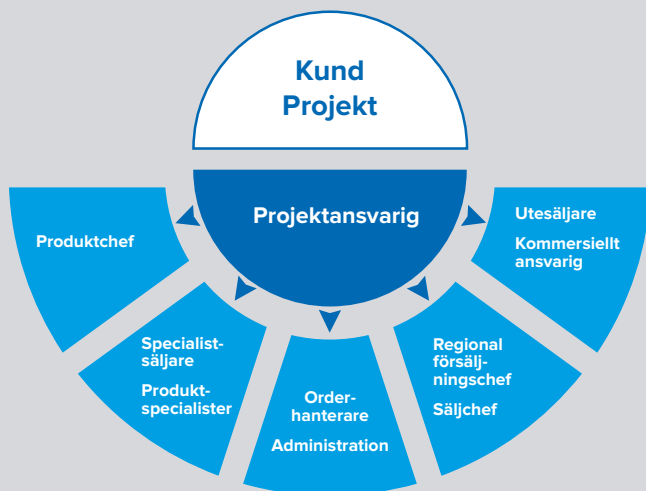 Kund
Projekt
Projektansvarig
Produktchef
Specialist-
säljare
Produkt-
specialister
Order-
hanterare
Administration
Regional
försälj-
ningschef
Säljchef
Utesäljare
Kommersiellt
ansvarig